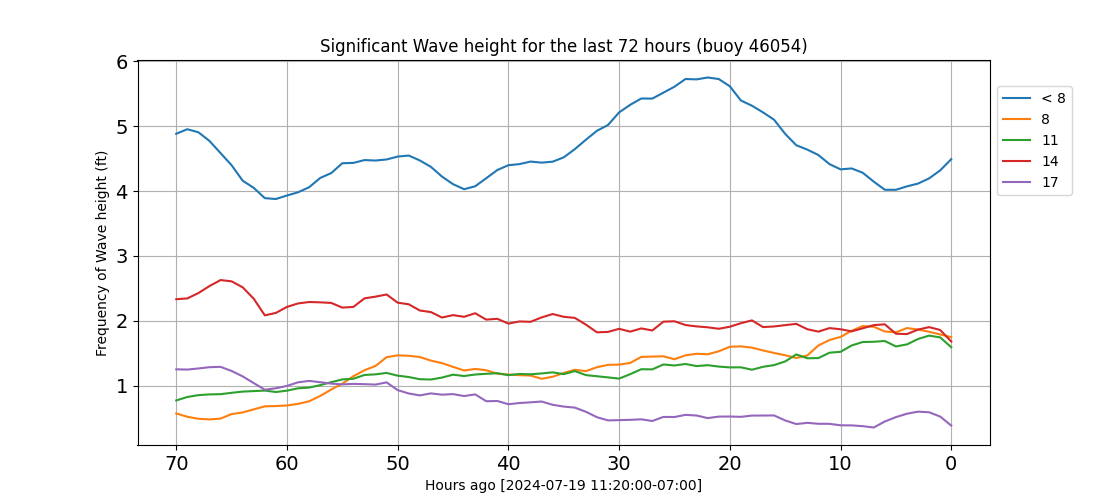 Significant Wave height for the last 72 hours (buoy 46054)
Frequency of Wave height (ft)
6
5
4
3
2
1
70 60 50 40 30 20 10 0
Hours ago [2024-07-19 11:20:00-07:00]
< 8
8
11
14
17